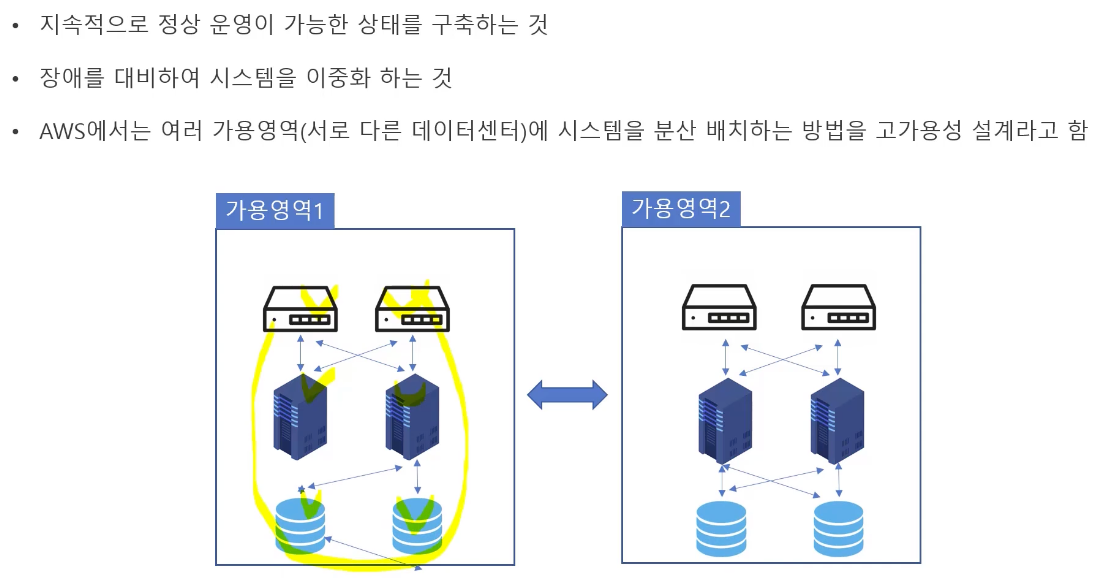 • 지속적으로 정상 운영이 가능한 상태를 구축하는 것
• 장애를 대비하여 시스템을 이중화 하는 것
• AWS에서는 여러 가용영역(서로 다른 데이터센터)에 시스템을 분산 배치하는 방법을 고가용성 설계라고 함
가용영역1
가용영역2